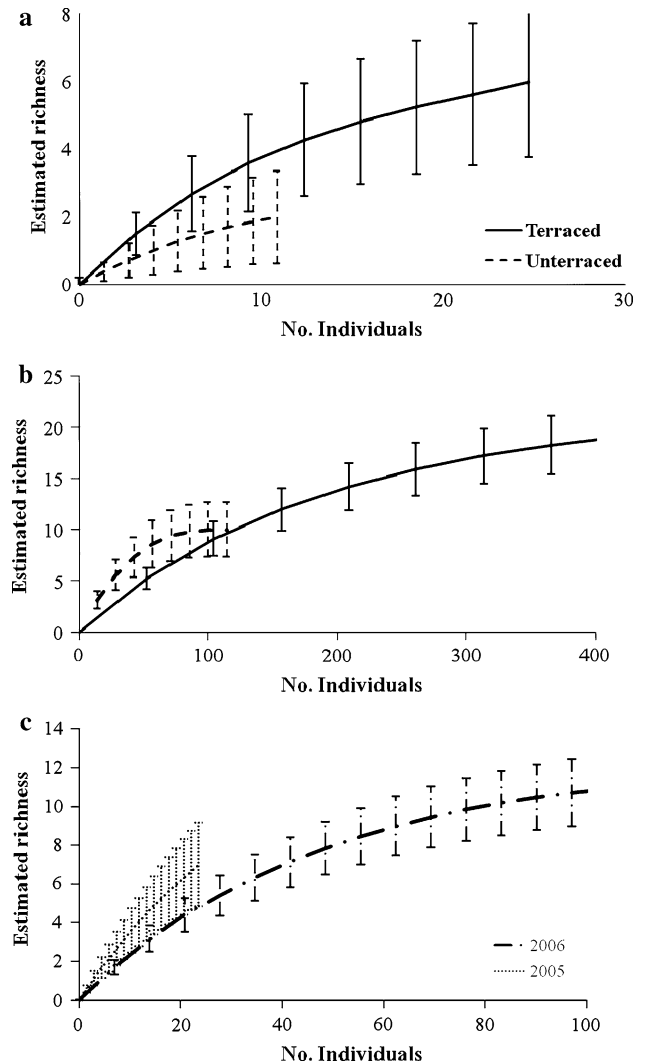 a
8
6
4
2
0
Estimated richness
Terraced
Unterraced
0 10 20 30
No. Individuals
b
25
20
15
10
5
0
Estimated richness
0 100 200 300 400
No. Individuals
c
14
12
10
8
6
4
2
0
Estimated richness
2006
2005
0 20 40 60 80 100
No. Individuals